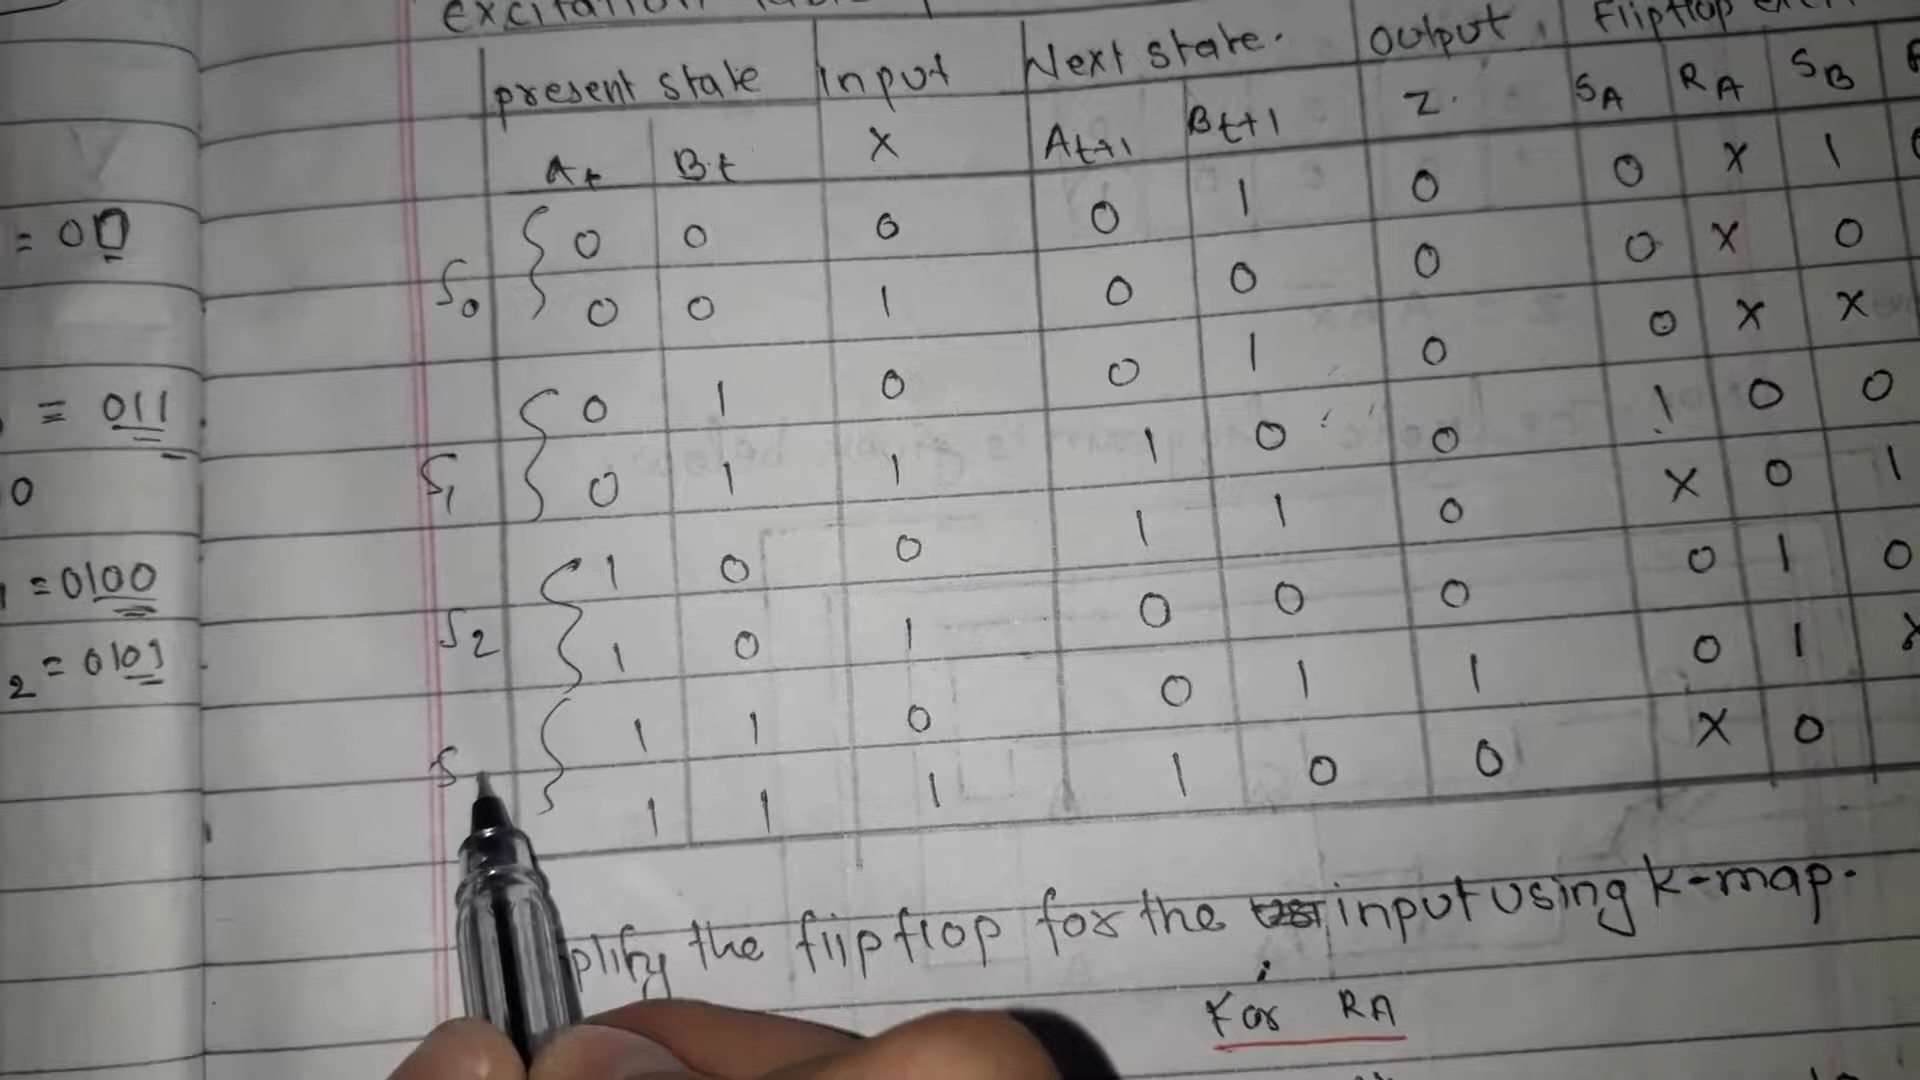 excitation
present state Input Next state. Output. Flipflop
At Bt X At+1 Bt+1 Z. SA RA SB
S0 0 0 0 0 1 0 0 X 1
0 0 1 0 0 0 0 X 0
S1 0 1 0 0 1 0 0 X X
0 1 1 1 0 0 1 0 0
S2 1 0 0 1 1 0 X 0 1
1 0 1 0 0 0 0 1 0
S 1 1 0 0 1 1 0 1 X
1 1 1 1 0 0 X 0
plify the flipflop for the input using k-map.
For RA
= 00
= 011
0
1 = 0100
2 = 0101